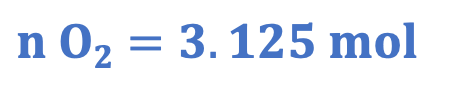 n O₂ = 3.125 mol